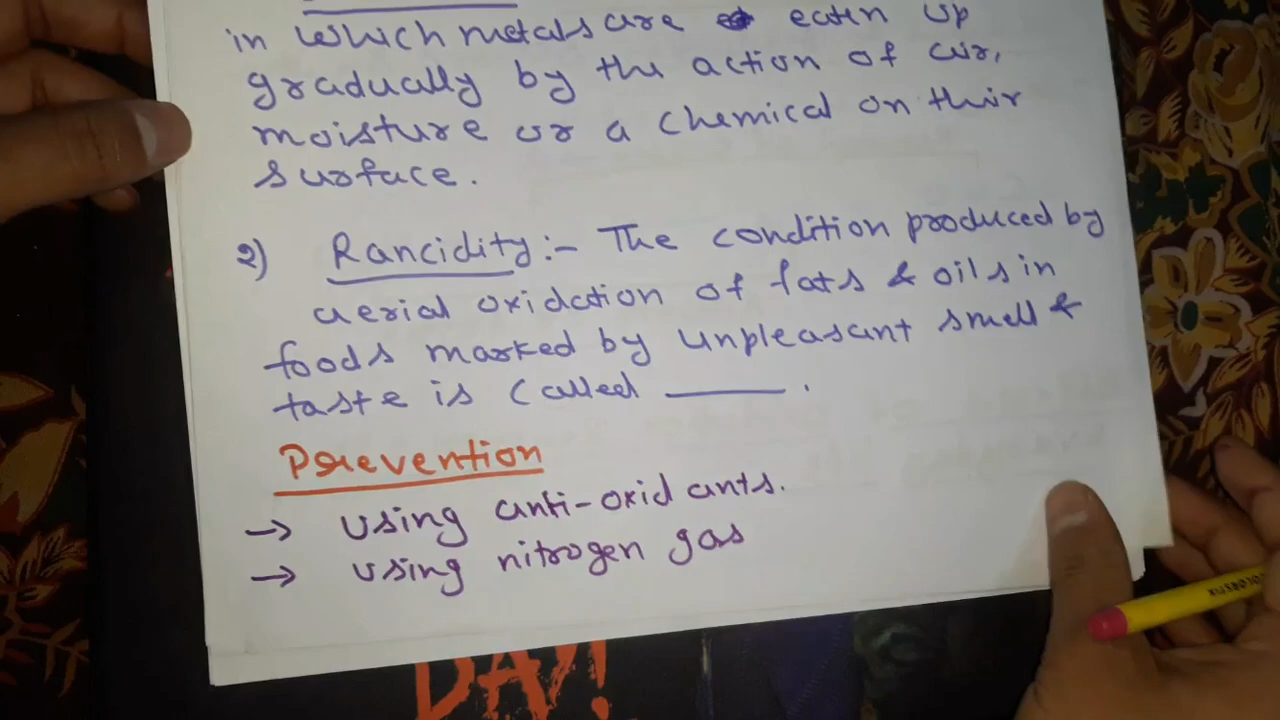 in which metals are eaten up
gradually by the action of air,
moisture or a chemical on their
surface.
2) Rancidity:- The condition produced by
aerial oxidation of fats & oils in
foods marked by unpleasant smell &
taste is called ______.
Prevention
→ using anti-oxidants.
→ using nitrogen gas
DAY!